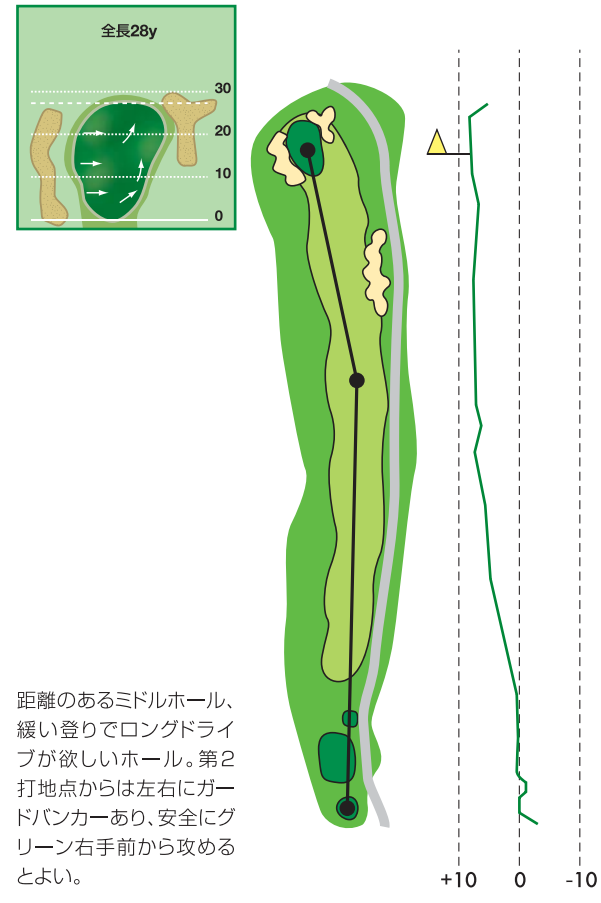 全長28y
30
20
10
0
距離のあるミドルホール、
緩い登りでロングドライ
ブが欲しいホール。第2
打地点からは左右にガー
ドバンカーあり、安全にグ
リーン右手前から攻める
とよい。
+10 0 -10